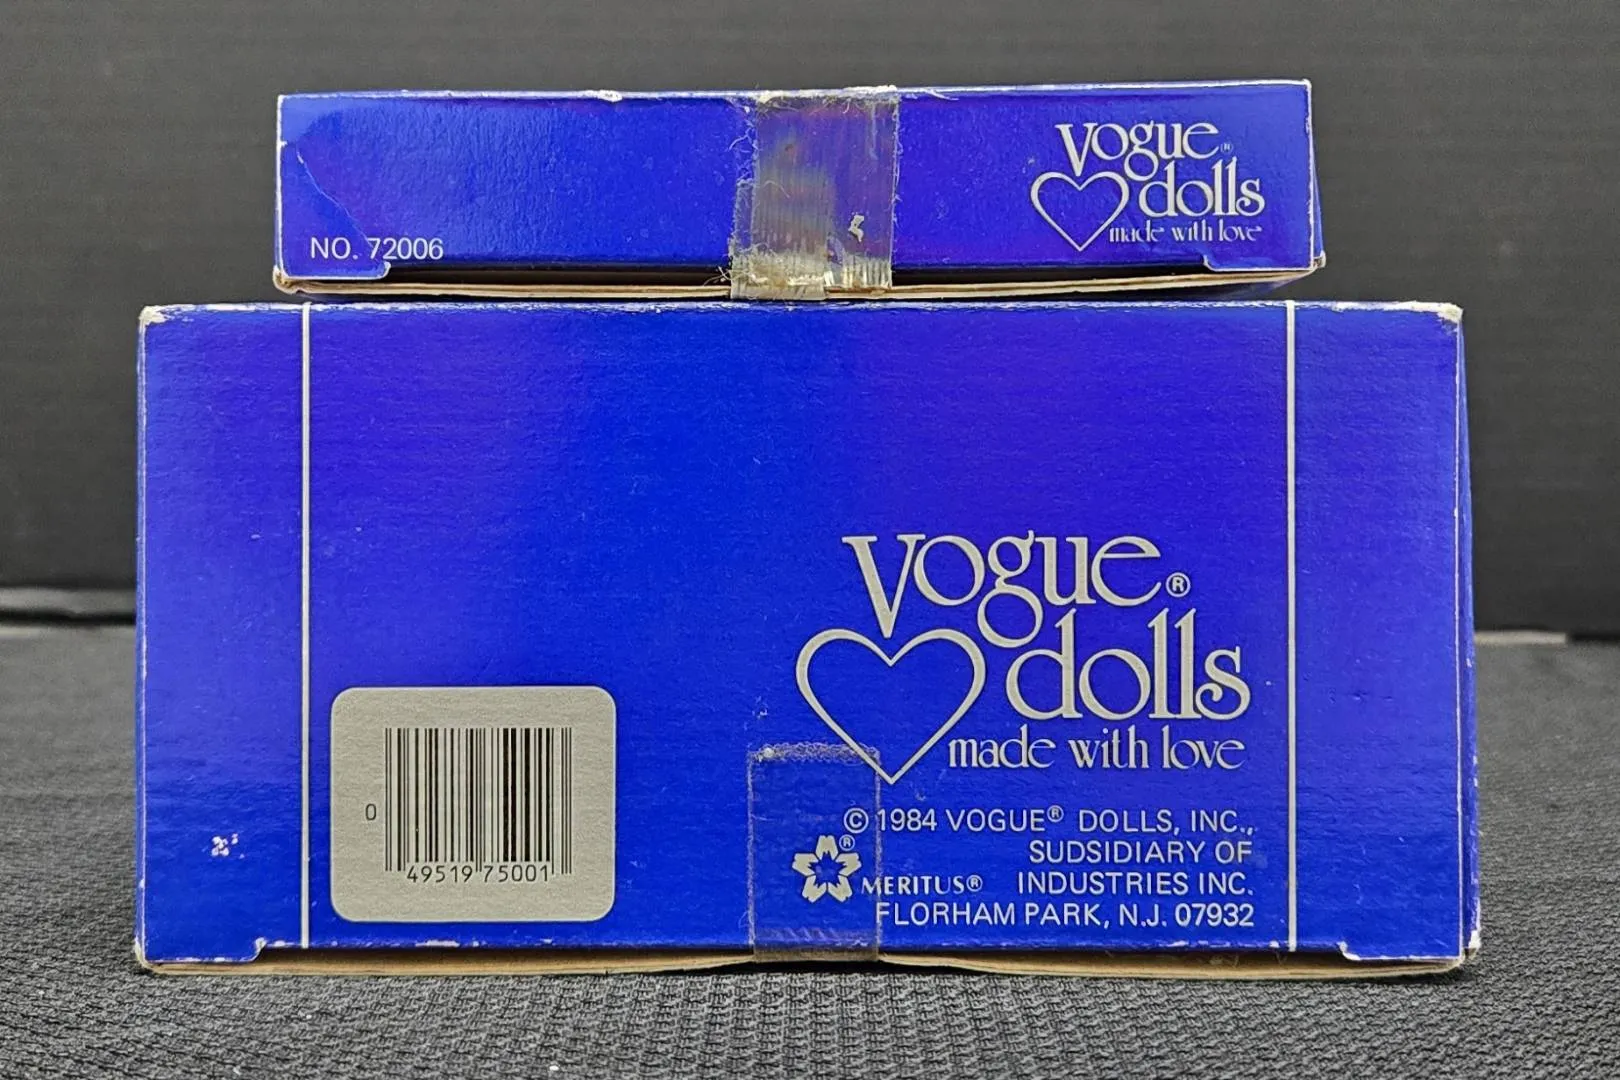 vogue®
dolls
made with love
NO. 72006
vogue®
dolls
made with love
© 1984 VOGUE® DOLLS, INC.,
SUDSIDIARY OF
®
MERITUS® INDUSTRIES INC.
FLORHAM PARK, N.J. 07932
0
49519 75001